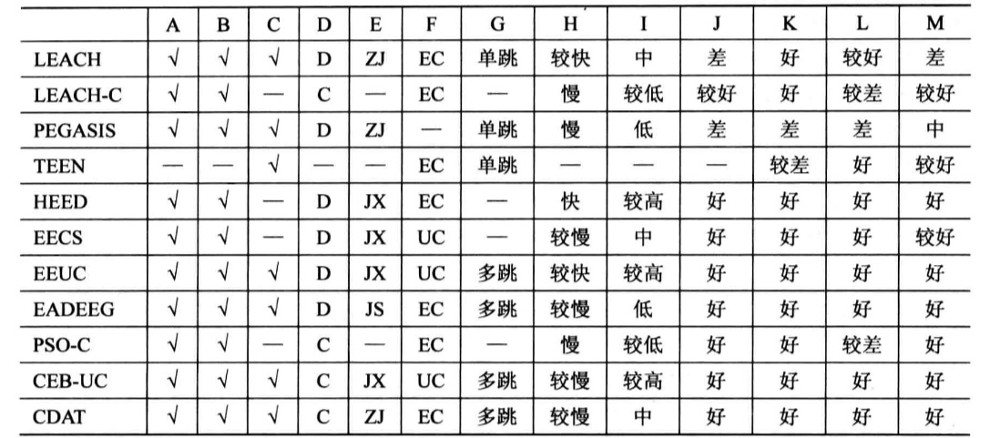 A B C D E F G H I J K L M
LEACH √ √ √ D ZJ EC 单跳 较快 中 差 好 较好 差
LEACH-C √ √ — C — EC — 慢 较低 较好 好 较差 较好
PEGASIS √ √ √ D ZJ — 单跳 慢 低 差 差 差 中
TEEN — — √ — — EC 单跳 — — — 较差 好 较好
HEED √ √ — D JX EC — 快 较高 好 好 好 好
EECS √ √ — D JX UC — 较慢 中 好 好 好 较好
EEUC √ √ √ D JX UC 多跳 较快 较高 好 好 好 好
EADEEG √ √ √ D JS EC 多跳 较慢 低 好 好 好 好
PSO-C √ √ — C — EC — 慢 较低 好 好 较差 好
CEB-UC √ √ √ C JX UC 多跳 较慢 较高 好 好 好 好
CDAT √ √ √ C ZJ EC 多跳 较慢 中 好 好 好 好